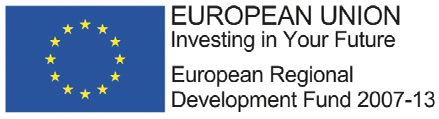 EUROPEAN UNION
Investing in Your Future
European Regional
Development Fund 2007-13